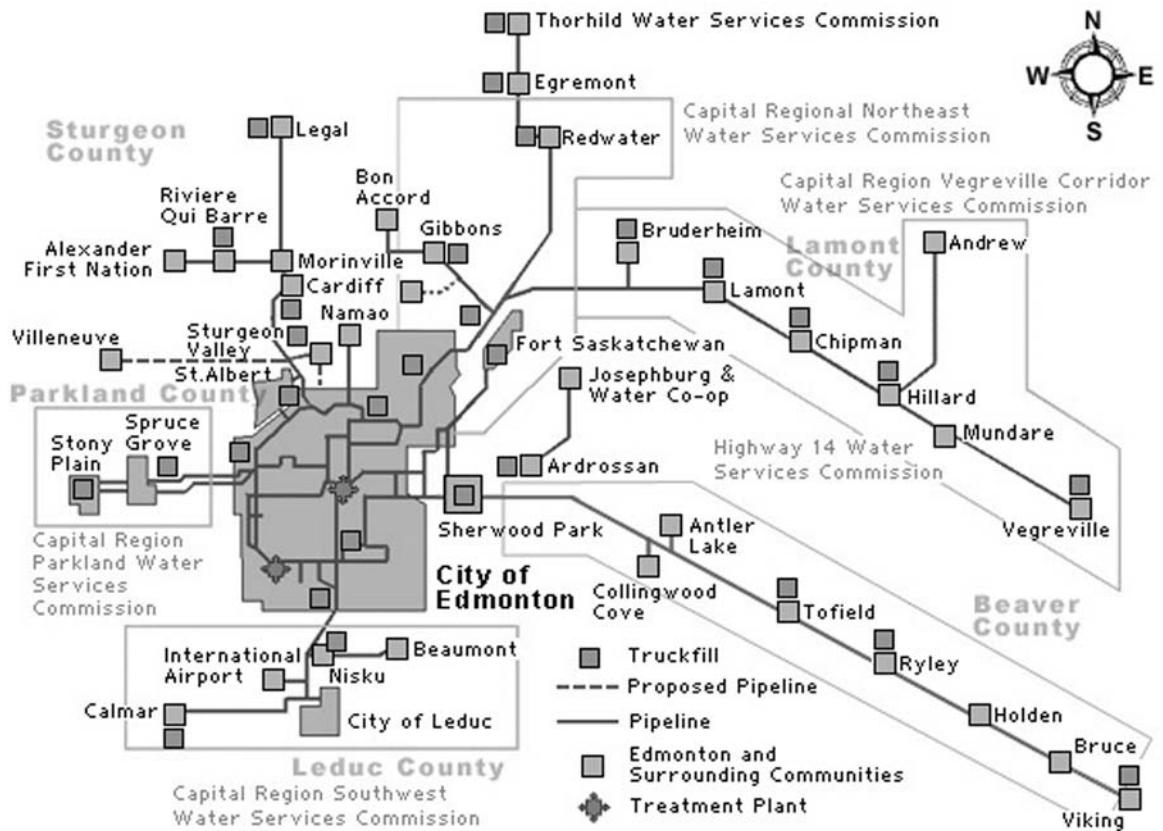 Thorhild Water Services Commission
N
W E
S
Egremont
Capital Regional Northeast
Water Services Commission
Redwater
Sturgeon
County
Legal
Bon
Accord
Riviere
Qui Barre
Gibbons
Capital Region Vegreville Corridor
Water Services Commission
Bruderheim
Lamont
County
Andrew
Alexander
First Nation
Morinville
Cardiff
Lamont
Namao
Villeneuve
Sturgeon
Valley
Fort Saskatchewan
Chipman
St.Albert
Parkland County
Josephburg &
Water Co-op
Hillard
Stony
Plain
Spruce
Grove
Mundare
Highway 14 Water
Services Commission
Ardrossan
Sherwood Park
Vegreville
Antler
Lake
Capital Region
Parkland Water
Services
Commission
City of
Edmonton
Collingwood
Cove
Tofield
Beaver
County
International
Airport
Nisku
Beaumont
Truckfill
Ryley
Proposed Pipeline
Calmar
City of Leduc
Pipeline
Holden
Leduc County
Edmonton and
Surrounding Communities
Bruce
Capital Region Southwest
Water Services Commission
Treatment Plant
Viking